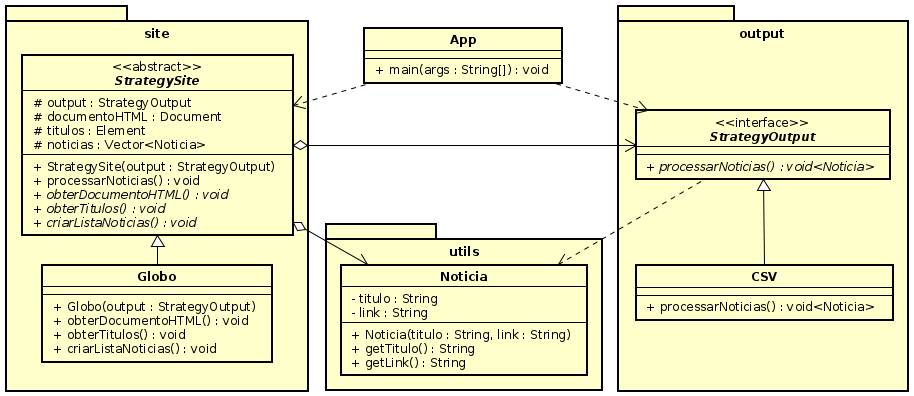 site
<<abstract>>
StrategySite
# output : StrategyOutput
# documentoHTML : Document
# titulos : Element
# noticias : Vector<Noticia>
+ StrategySite(output : StrategyOutput)
+ processarNoticias() : void
+ obterDocumentoHTML() : void
+ obterTitulos() : void
+ criarListaNoticias() : void
Globo
+ Globo(output : StrategyOutput)
+ obterDocumentoHTML() : void
+ obterTitulos() : void
+ criarListaNoticias() : void
App
+ main(args : String[]) : void
utils
Noticia
- titulo : String
- link : String
+ Noticia(titulo : String, link : String)
+ getTitulo() : String
+ getLink() : String
output
<<interface>>
StrategyOutput
+ processarNoticias() : void<Noticia>
CSV
+ processarNoticias() : void<Noticia>